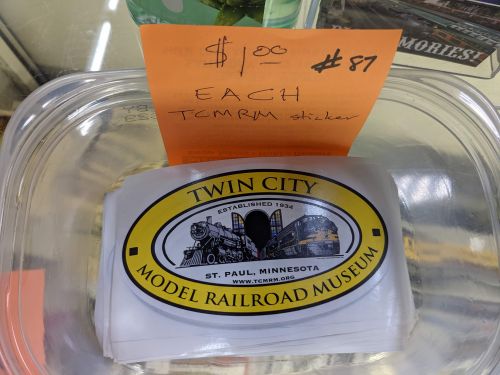 MORIES!
$1.00 #87
EACH
TCMRM sticker
TWIN CITY
ESTABLISHED 1934
ST. PAUL, MINNESOTA
WWW.TCMRM.ORG
MODEL RAILROAD MUSEUM